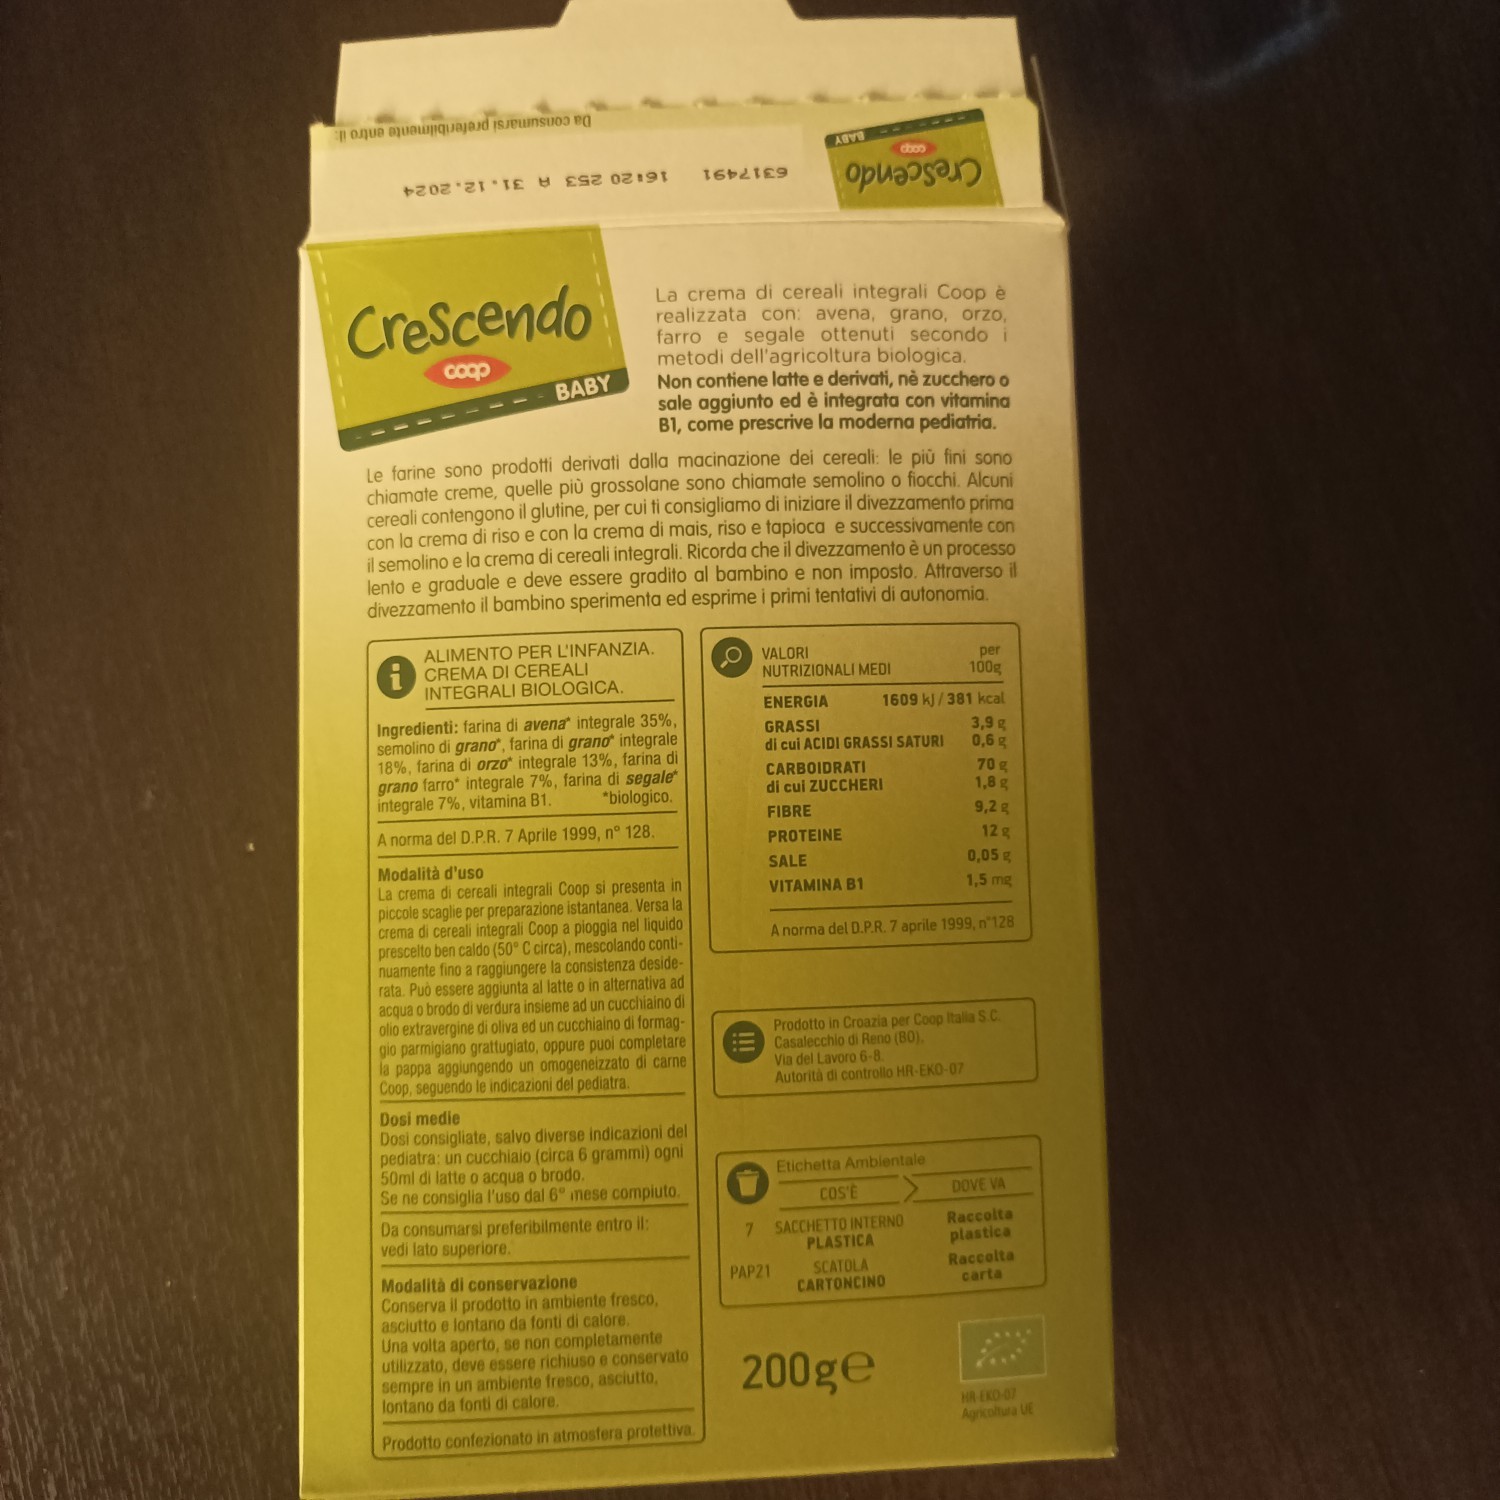 Da consumarsi preferibilmente entro il:
6317491 16:20 253 A 31.12.2024
Crescendo
coop
BABY
Crescendo
coop
BABY
La crema di cereali integrali Coop è
realizzata con: avena, grano, orzo,
farro e segale ottenuti secondo i
metodi dell'agricoltura biologica.
Non contiene latte e derivati, nè zucchero o
sale aggiunto ed è integrata con vitamina
B1, come prescrive la moderna pediatria.
Le farine sono prodotti derivati dalla macinazione dei cereali: le più fini sono
chiamate creme, quelle più grossolane sono chiamate semolino o fiocchi. Alcuni
cereali contengono il glutine, per cui ti consigliamo di iniziare il divezzamento prima
con la crema di riso e con la crema di mais, riso e tapioca e successivamente con
il semolino e la crema di cereali integrali. Ricorda che il divezzamento è un processo
lento e graduale e deve essere gradito al bambino e non imposto. Attraverso il
divezzamento il bambino sperimenta ed esprime i primi tentativi di autonomia.
ALIMENTO PER L'INFANZIA.
CREMA DI CEREALI
INTEGRALI BIOLOGICA.
Ingredienti: farina di avena* integrale 35%,
semolino di grano*, farina di grano* integrale
18%, farina di orzo* integrale 13%, farina di
grano farro* integrale 7%, farina di segale*
integrale 7%, vitamina B1. *biologico.
A norma del D.P.R. 7 Aprile 1999, n° 128.
Modalità d'uso
La crema di cereali integrali Coop si presenta in
piccole scaglie per preparazione istantanea. Versa la
crema di cereali integrali Coop a pioggia nel liquido
prescelto ben caldo (50° C circa), mescolando conti-
nuamente fino a raggiungere la consistenza deside-
rata. Può essere aggiunta al latte o in alternativa ad
acqua o brodo di verdura insieme ad un cucchiaino di
olio extravergine di oliva ed un cucchiaino di formag-
gio parmigiano grattugiato, oppure puoi completare
la pappa aggiungendo un omogeneizzato di carne
Coop, seguendo le indicazioni del pediatra.
Dosi medie
Dosi consigliate, salvo diverse indicazioni del
pediatra: un cucchiaio (circa 6 grammi) ogni
50ml di latte o acqua o brodo.
Se ne consiglia l'uso dal 6° mese compiuto.
Da consumarsi preferibilmente entro il:
vedi lato superiore.
Modalità di conservazione
Conserva il prodotto in ambiente fresco,
asciutto e lontano da fonti di calore.
Una volta aperto, se non completamente
utilizzato, deve essere richiuso e conservato
sempre in un ambiente fresco, asciutto,
lontano da fonti di calore.
Prodotto confezionato in atmosfera protettiva.
VALORI per
NUTRIZIONALI MEDI 100g
ENERGIA 1609 kJ / 381 kcal
GRASSI 3,9 g
di cui ACIDI GRASSI SATURI 0,6 g
CARBOIDRATI 70 g
di cui ZUCCHERI 1,8 g
FIBRE 9,2 g
PROTEINE 12 g
SALE 0,05 g
VITAMINA B1 1,5 mg
A norma del D.P.R. 7 aprile 1999, n°128
Prodotto in Croazia per Coop Italia S.C.
Casalecchio di Reno (BO),
Via del Lavoro 6-8.
Autorità di controllo HR-EKO-07
Etichetta Ambientale
COS'È DOVE VA
7 SACCHETTO INTERNO Raccolta
PLASTICA plastica
PAP21 SCATOLA Raccolta
CARTONCINO carta
200g℮
HR-EKO-07
Agricoltura UE